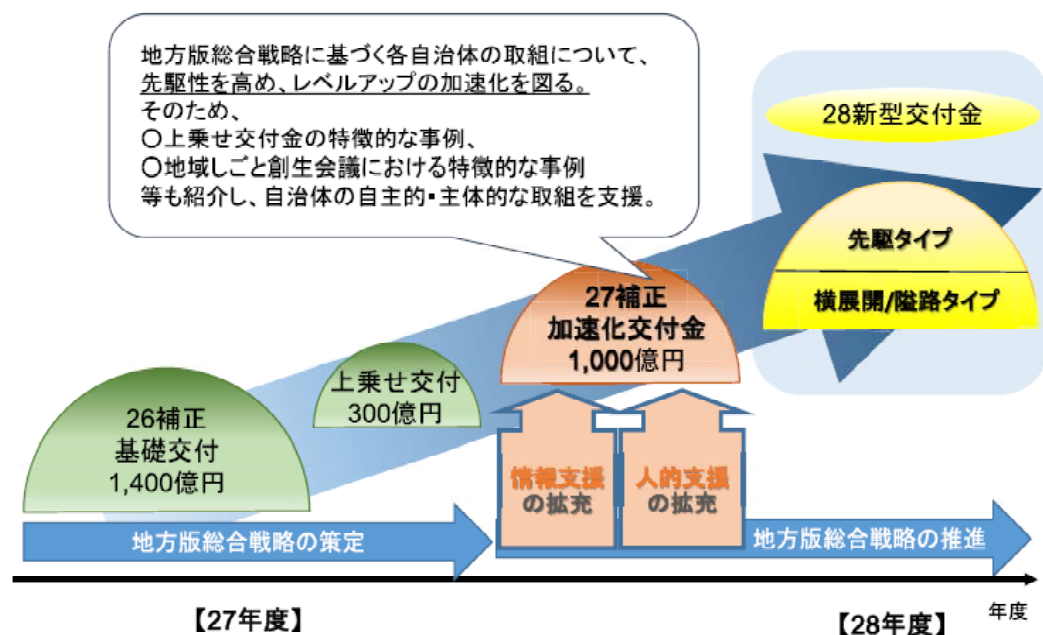 地方版総合戦略に基づく各自治体の取組について、
先駆性を高め、レベルアップの加速化を図る。
そのため、
〇上乗せ交付金の特徴的な事例、
〇地域しごと創生会議における特徴的な事例
等も紹介し、自治体の自主的・主体的な取組を支援。
28新型交付金
先駆タイプ
横展開/隘路タイプ
27補正
加速化交付金
1,000億円
上乗せ交付
300億円
26補正
基礎交付
1,400億円
情報支援
の拡充
人的支援
の拡充
地方版総合戦略の策定
地方版総合戦略の推進
【27年度】
【28年度】
年度